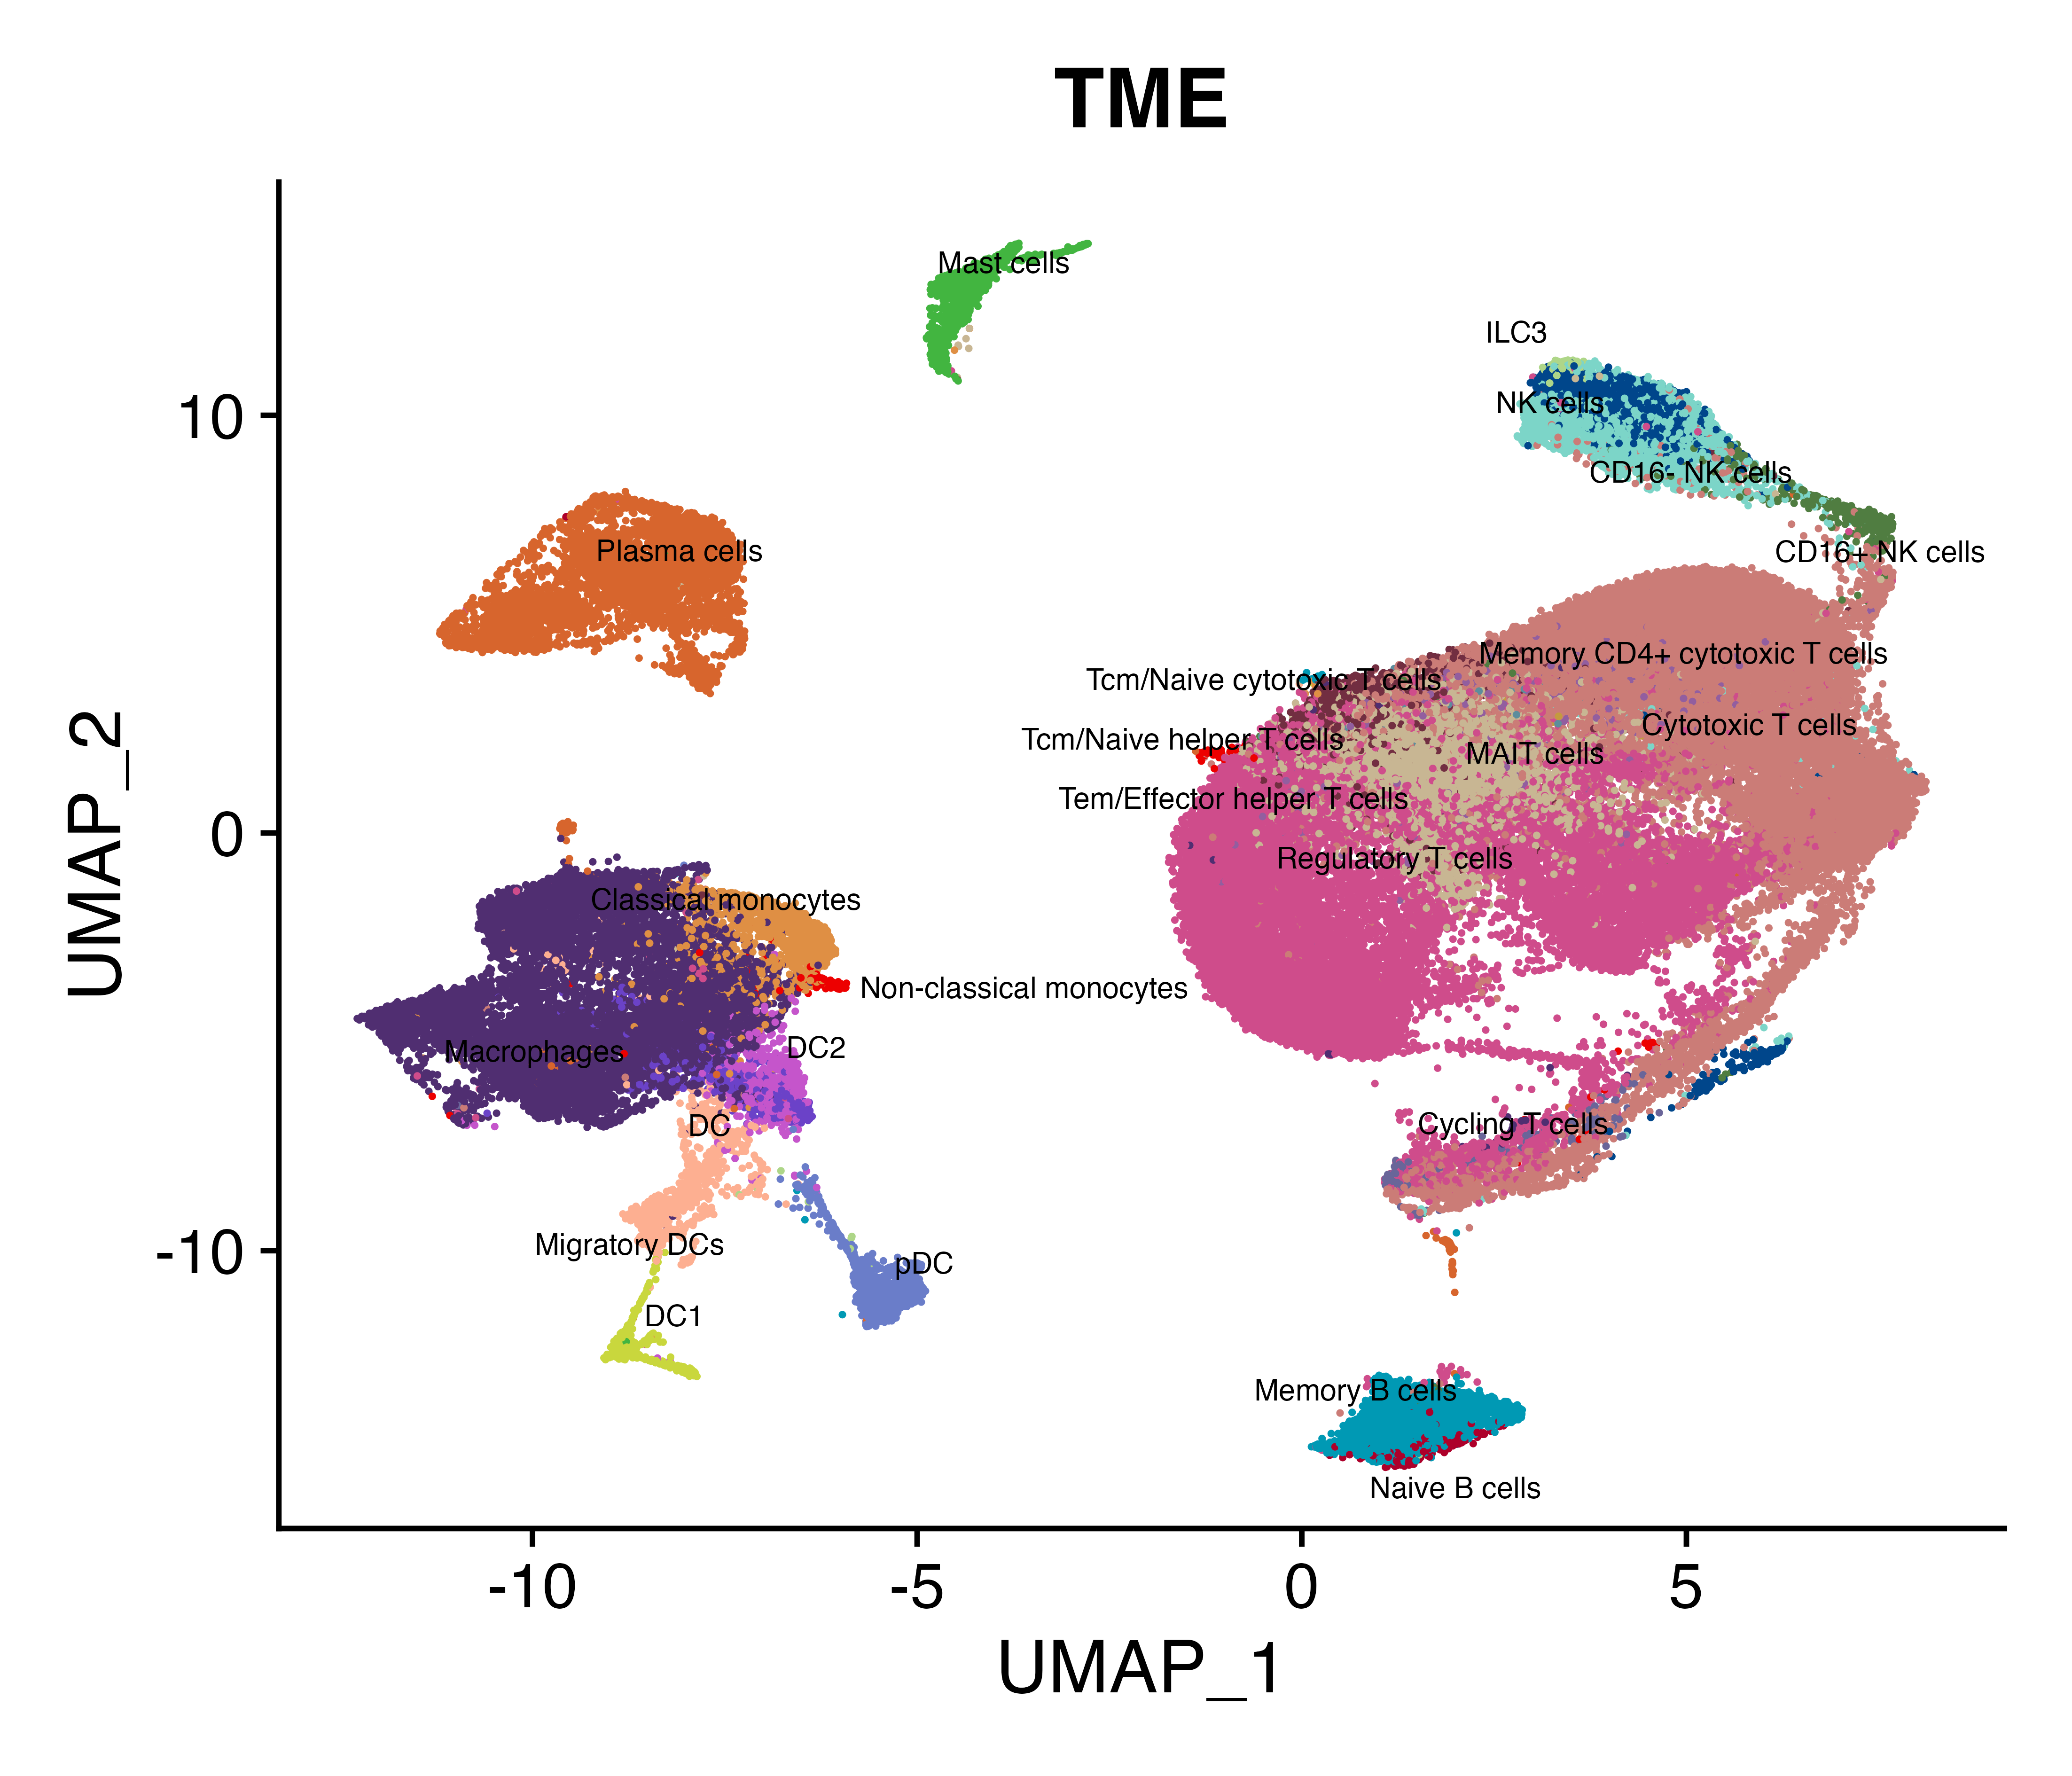 TME
Mast cells
ILC3
NK cells
CD16- NK cells
Plasma cells
CD16+ NK cells
Memory CD4+ cytotoxic T cells
Tcm/Naive cytotoxic T cells
Cytotoxic T cells
Tcm/Naive helper T cells
MAIT cells
Tem/Effector helper T cells
Regulatory T cells
Classical monocytes
Non-classical monocytes
Macrophages
DC2
DC
Cycling T cells
Migratory DCs
pDC
DC1
Memory B cells
Naive B cells
10
0
-10
UMAP_2
-10
-5
0
5
UMAP_1